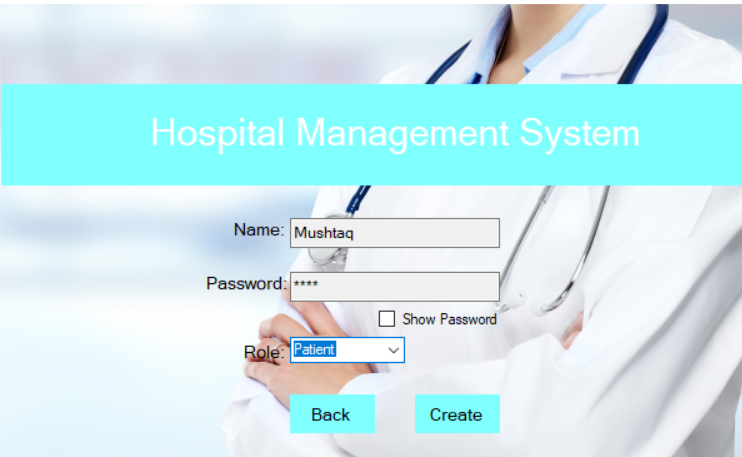 Hospital Management System
Name: Mushtaq
Password: ****
Show Password
Role: Patient
Back Create